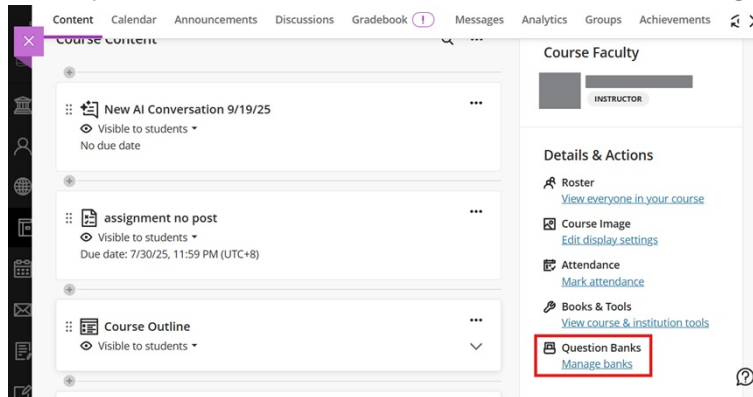 Content Calendar Announcements Discussions Gradebook ! Messages Analytics Groups Achievements
Course Content
New AI Conversation 9/19/25
Visible to students
No due date
assignment no post
Visible to students
Due date: 7/30/25, 11:59 PM (UTC+8)
Course Outline
Visible to students
Course Faculty
INSTRUCTOR
Details & Actions
Roster
View everyone in your course
Course Image
Edit display settings
Attendance
Mark attendance
Books & Tools
View course & institution tools
Question Banks
Manage banks